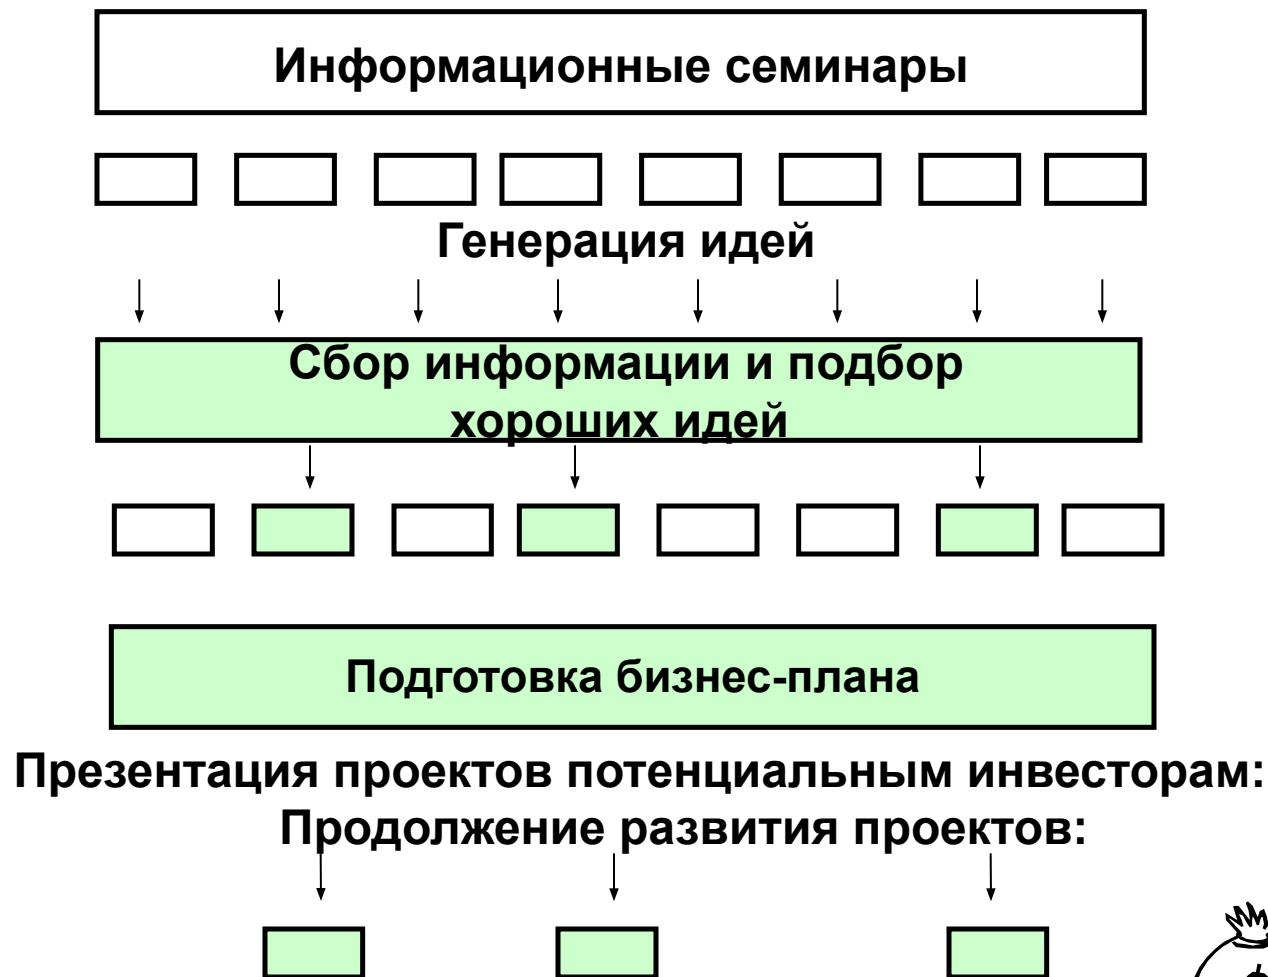 Информационные семинары
Генерация идей
Сбор информации и подбор
хороших идей
Подготовка бизнес-плана
Презентация проектов потенциальным инвесторам:
Продолжение развития проектов: